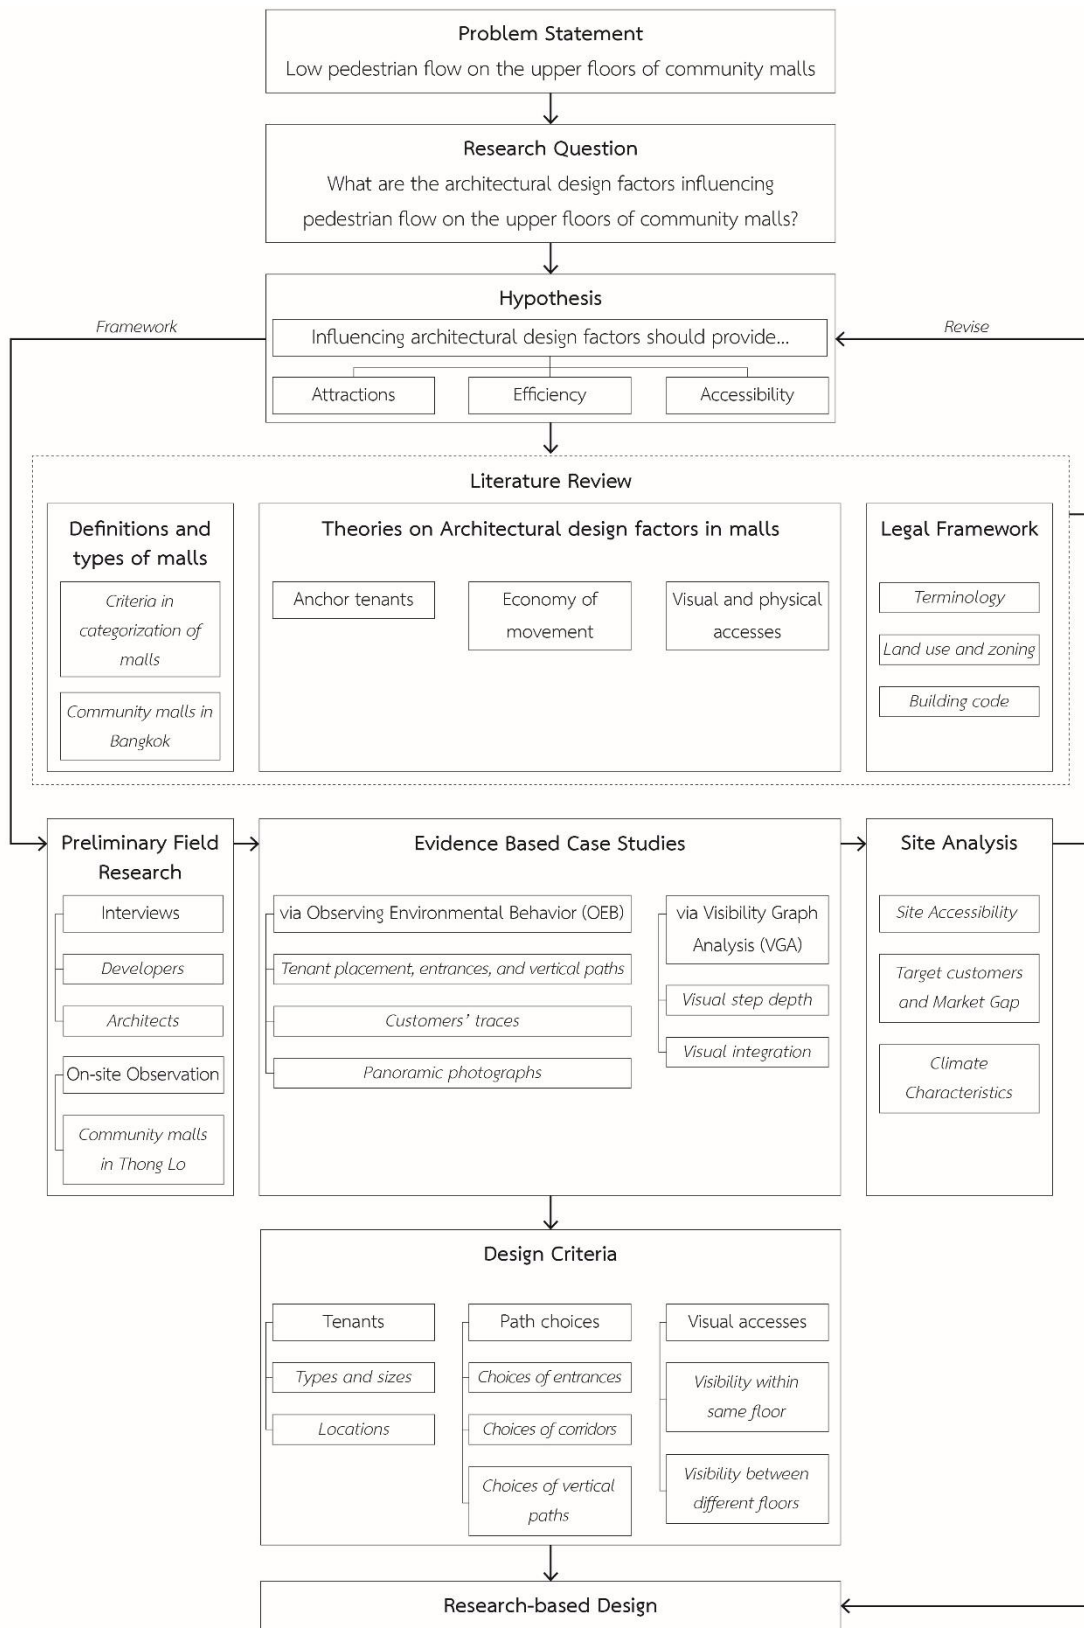 Problem Statement
Low pedestrian flow on the upper floors of community malls
Research Question
What are the architectural design factors influencing
pedestrian flow on the upper floors of community malls?
Hypothesis
Framework
Influencing architectural design factors should provide...
Revise
Attractions
Efficiency
Accessibility
Literature Review
Definitions and
types of malls
Criteria in
categorization of
malls
Community malls in
Bangkok
Theories on Architectural design factors in malls
Anchor tenants
Economy of
movement
Visual and physical
accesses
Legal Framework
Terminology
Land use and zoning
Building code
Preliminary Field
Research
Interviews
Developers
Architects
On-site Observation
Community malls
in Thong Lo
Evidence Based Case Studies
via Observing Environmental Behavior (OEB)
Tenant placement, entrances, and vertical paths
Customers’ traces
Panoramic photographs
via Visibility Graph
Analysis (VGA)
Visual step depth
Visual integration
Site Analysis
Site Accessibility
Target customers
and Market Gap
Climate
Characteristics
Design Criteria
Tenants
Types and sizes
Locations
Path choices
Choices of entrances
Choices of corridors
Choices of vertical
paths
Visual accesses
Visibility within
same floor
Visibility between
different floors
Research-based Design